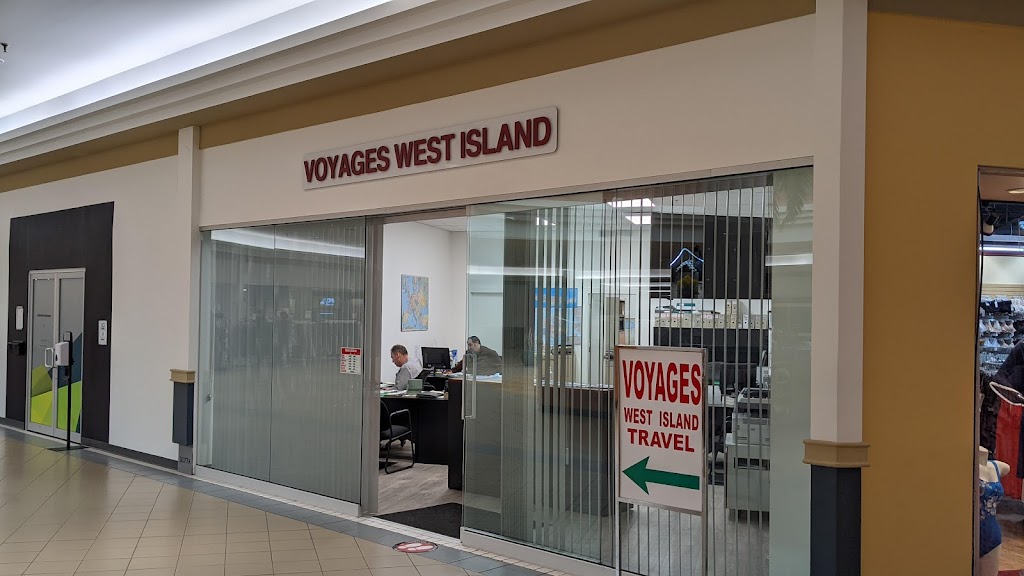 VOYAGES WEST ISLAND
VOYAGES
WEST ISLAND
TRAVEL